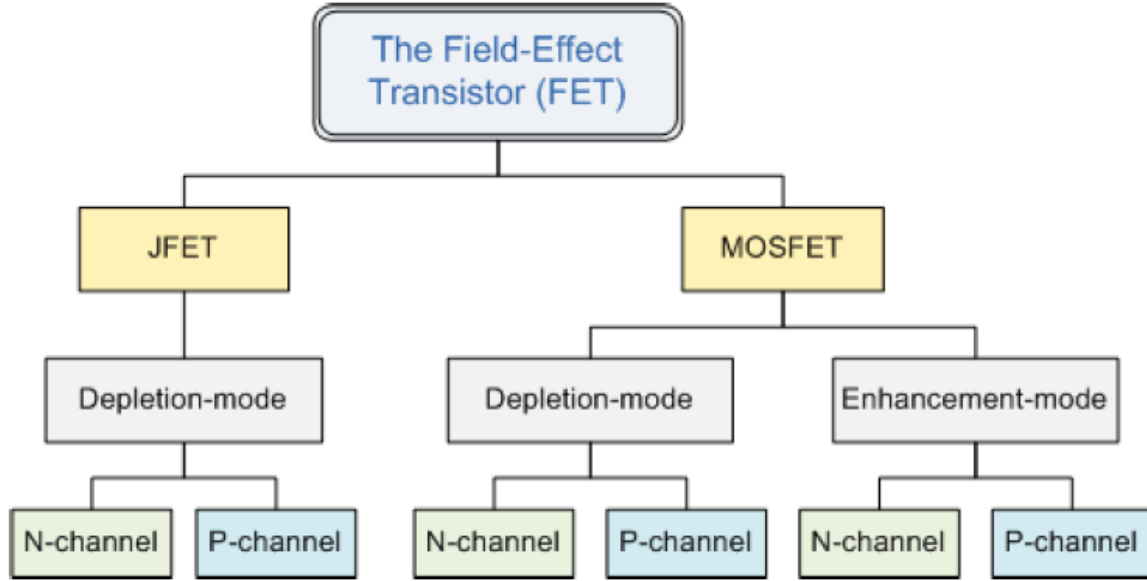 The Field-Effect
Transistor (FET)
JFET
MOSFET
Depletion-mode
Depletion-mode
Enhancement-mode
N-channel
P-channel
N-channel
P-channel
N-channel
P-channel